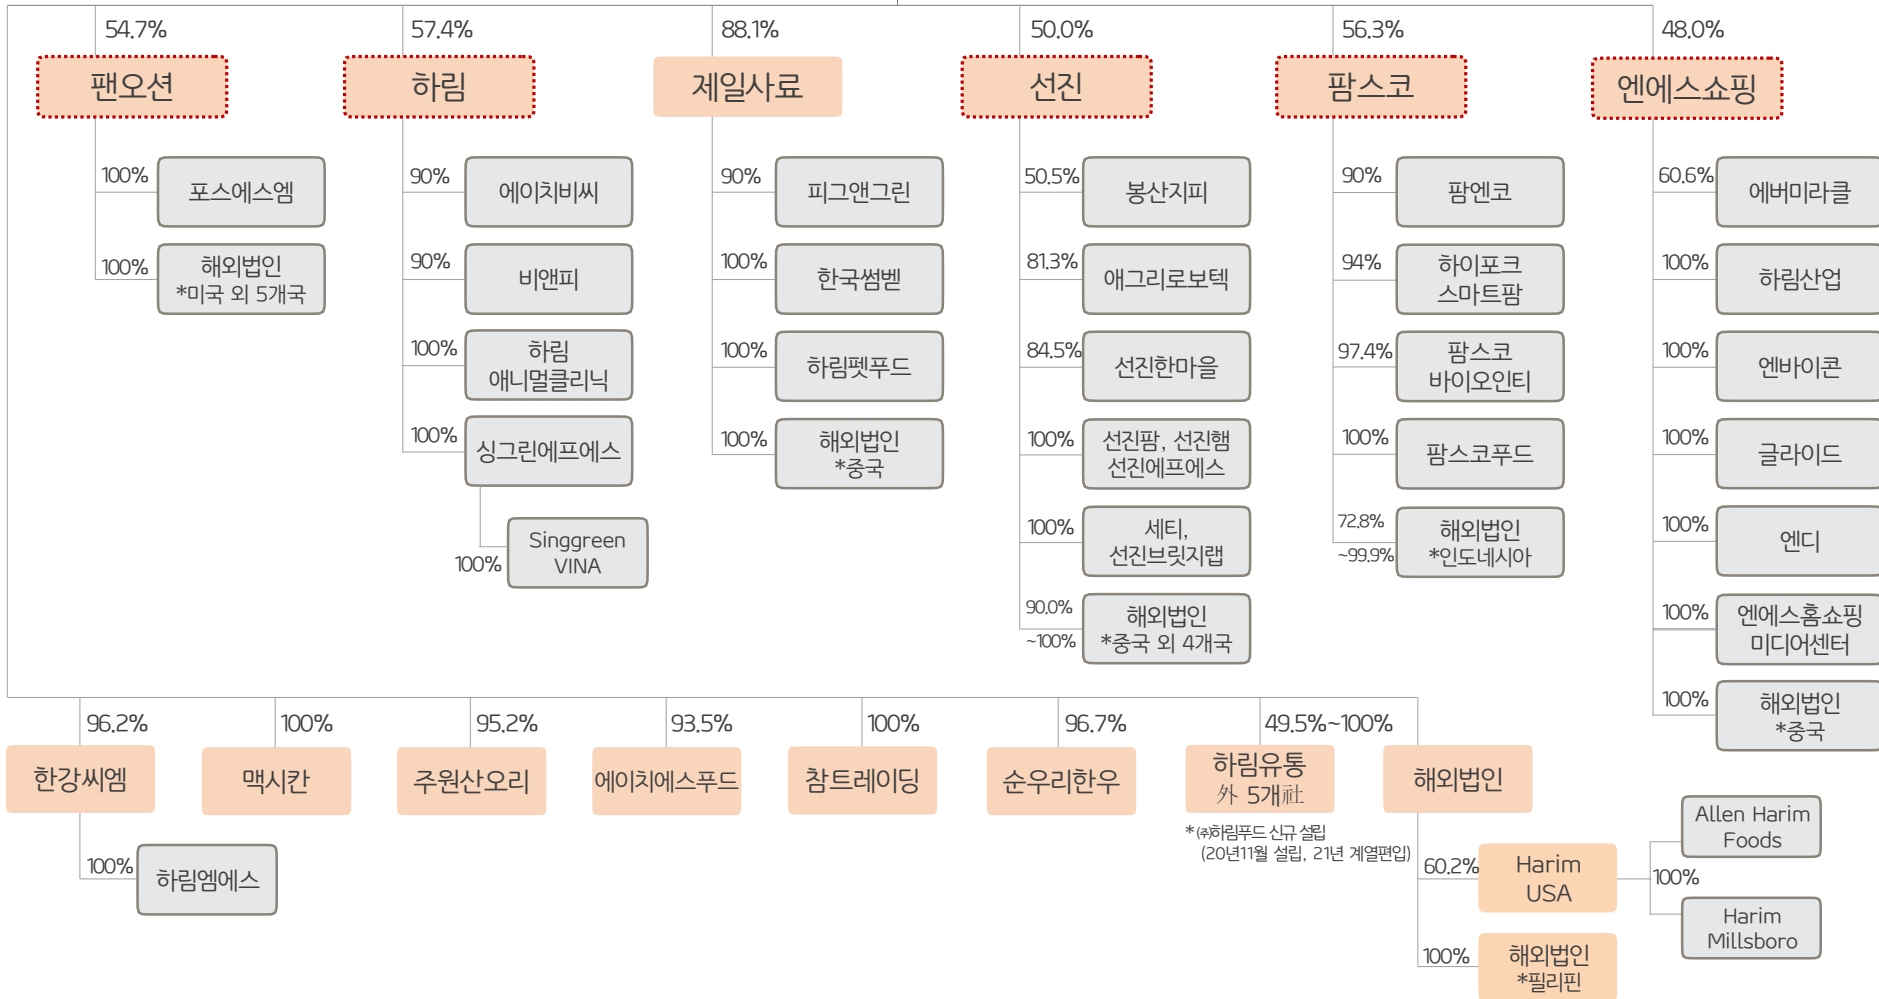 54.7%
57.4%
88.1%
50.0%
56.3%
48.0%
팬오션
하림
제일사료
선진
팜스코
엔에스쇼핑
100%
포스에스엠
100%
해외법인
*미국 외 5개국
90%
에이치비씨
90%
비앤피
100%
하림
애니멀클리닉
100%
싱그린에프에스
100%
Singgreen
VINA
90%
피그앤그린
100%
한국썸벧
100%
하림펫푸드
100%
해외법인
*중국
50.5%
봉산지피
81.3%
애그리로보텍
84.5%
선진한마을
100%
선진팜, 선진햄
선진에프에스
100%
세티,
선진브릿지랩
90.0%
~100%
해외법인
*중국 외 4개국
90%
팜엔코
94%
하이포크
스마트팜
97.4%
팜스코
바이오인티
100%
팜스코푸드
72.8%
~99.9%
해외법인
*인도네시아
60.6%
에버미라클
100%
하림산업
100%
엔바이콘
100%
글라이드
100%
엔디
100%
엔에스홈쇼핑
미디어센터
100%
해외법인
*중국
96.2%
100%
95.2%
93.5%
100%
96.7%
49.5%~100%
한강씨엠
맥시칸
주원산오리
에이치에스푸드
참트레이딩
순우리한우
하림유통
外 5개社
해외법인
* ㈜하림푸드 신규 설립
(20년11월 설립, 21년 계열편입)
100%
하림엠에스
60.2%
Harim
USA
100%
Allen Harim
Foods
Harim
Millsboro
100%
해외법인
*필리핀